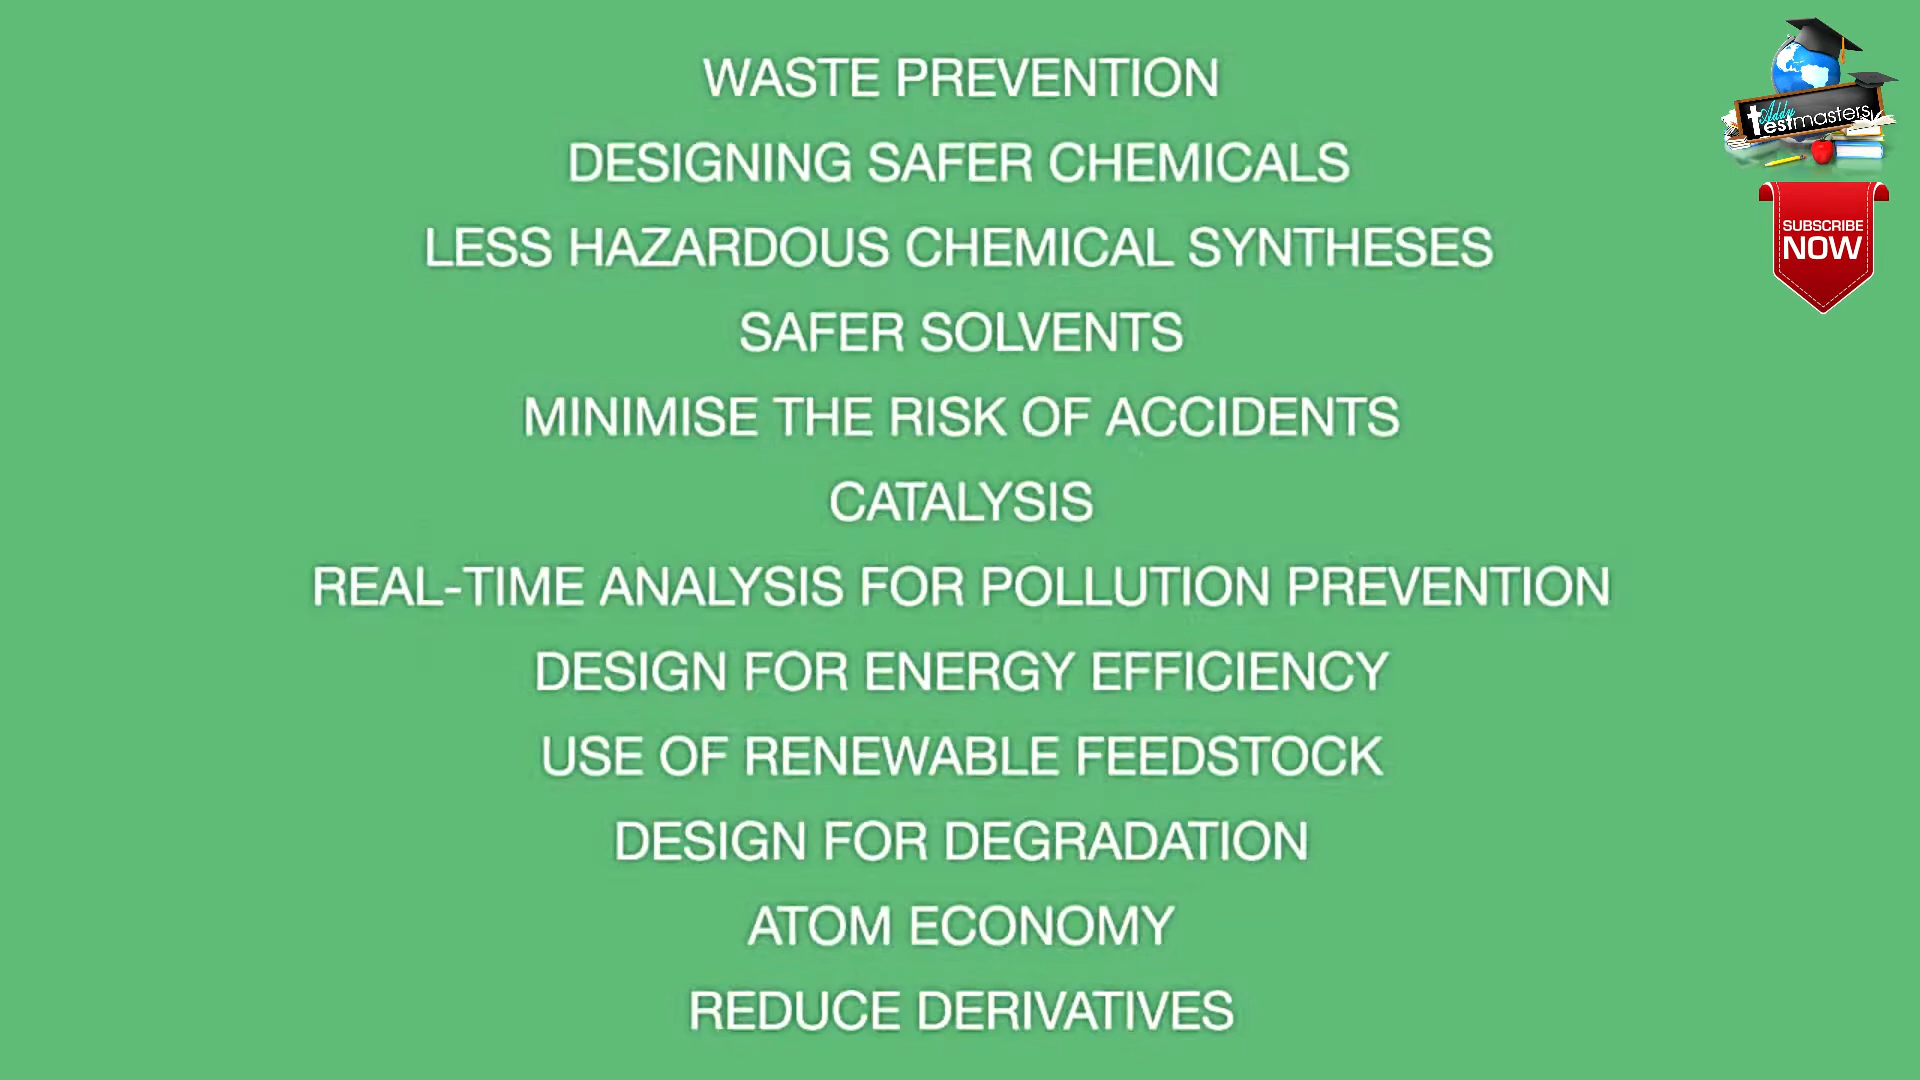 WASTE PREVENTION
DESIGNING SAFER CHEMICALS
LESS HAZARDOUS CHEMICAL SYNTHESES
SAFER SOLVENTS
MINIMISE THE RISK OF ACCIDENTS
CATALYSIS
REAL-TIME ANALYSIS FOR POLLUTION PREVENTION
DESIGN FOR ENERGY EFFICIENCY
USE OF RENEWABLE FEEDSTOCK
DESIGN FOR DEGRADATION
ATOM ECONOMY
REDUCE DERIVATIVES
Addy
testmasters
SUBSCRIBE
NOW